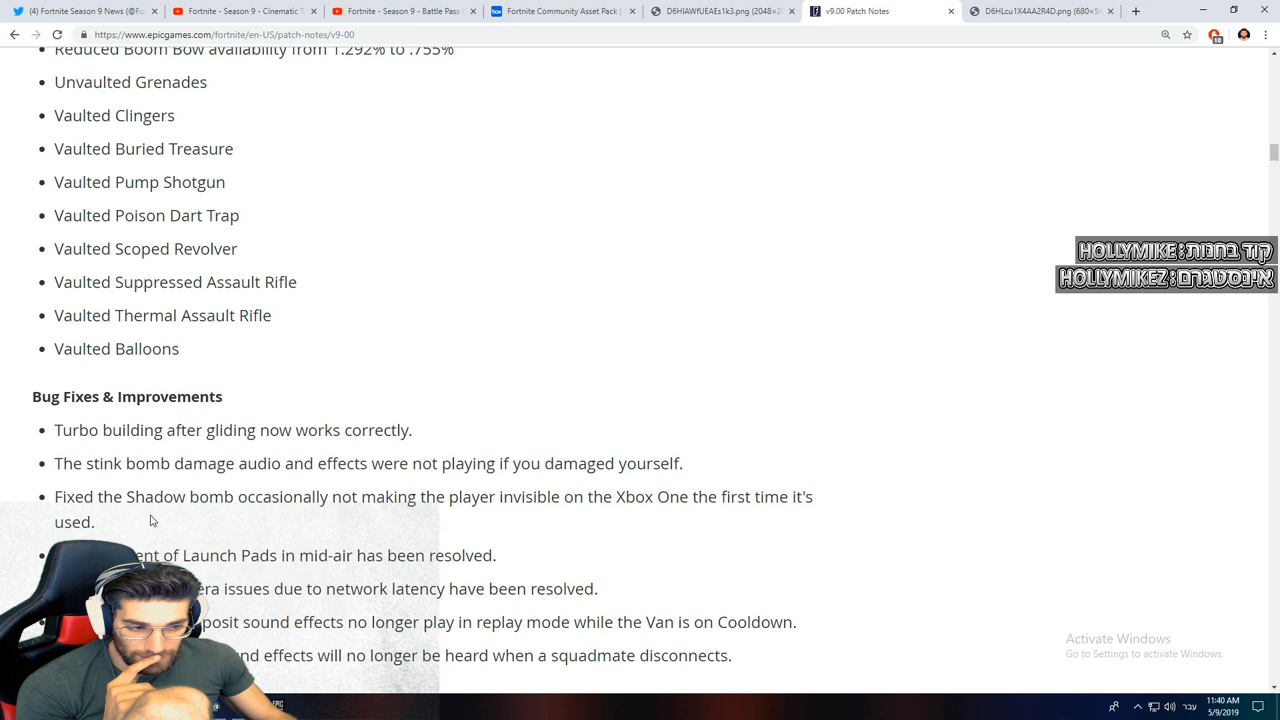 (4) Fortnite Season 9 News (@Fo
Fortnite - Season 9 - Cinematic T
Fortnite - Season 9 - Battle Pass
Fortnite Community Asset Pack |
D6HIAWfUEAEs1k3.png (2048×2
v9.00 Patch Notes
D6HLcu1X4AA2R4D.png (680×54
https://www.epicgames.com/fortnite/en-US/patch-notes/v9-00
Reduced Boom Bow availability from 1.292% to .755%
Unvaulted Grenades
Vaulted Clingers
Vaulted Buried Treasure
Vaulted Pump Shotgun
Vaulted Poison Dart Trap
Vaulted Scoped Revolver
Vaulted Suppressed Assault Rifle
Vaulted Thermal Assault Rifle
Vaulted Balloons
קוד בחנות: HOLLYMIKE
אינסטגרם: HOLLYMIKEZ
Bug Fixes & Improvements
Turbo building after gliding now works correctly.
The stink bomb damage audio and effects were not playing if you damaged yourself.
Fixed the Shadow bomb occasionally not making the player invisible on the Xbox One the first time it's
used.
of Launch Pads in mid-air has been resolved.
issues due to network latency have been resolved.
sound effects no longer play in replay mode while the Van is on Cooldown.
effects will no longer be heard when a squadmate disconnects.
Activate Windows
Go to Settings to activate Windows.
EPIC
עבר
11:40 AM
5/9/2019